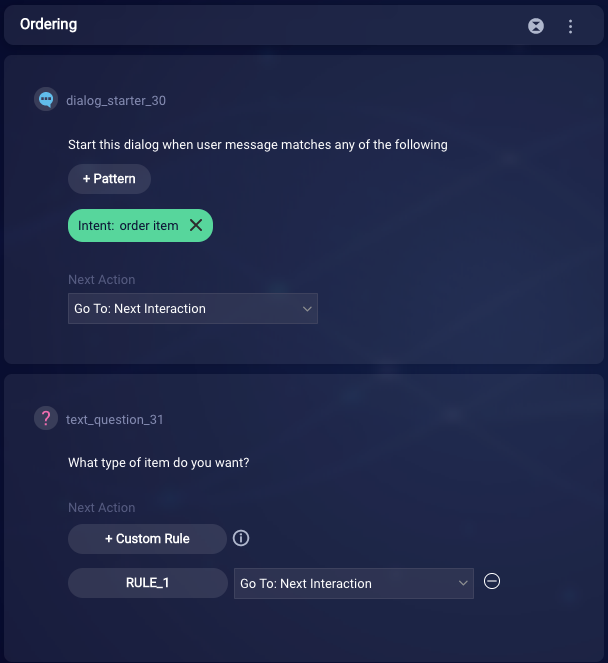 Ordering
dialog_starter_30
Start this dialog when user message matches any of the following
+ Pattern
Intent: order item
Next Action
Go To: Next Interaction
?
text_question_31
What type of item do you want?
Next Action
+ Custom Rule
RULE_1
Go To: Next Interaction